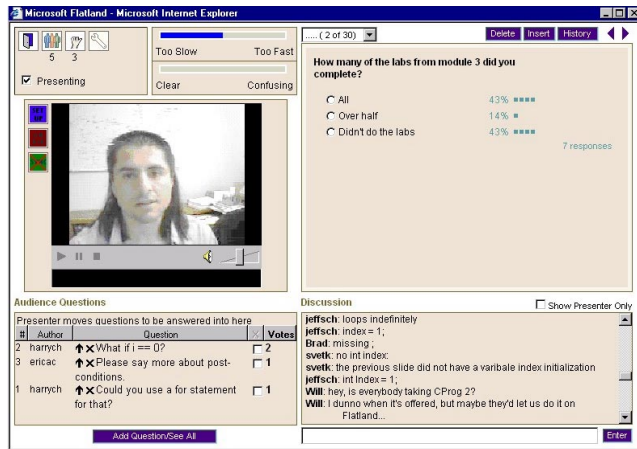 Microsoft Flatland - Microsoft Internet Explorer
5 3
Presenting
Too Slow Too Fast
Clear Confusing
..... ( 2 of 30)
Delete Insert History
How many of the labs from module 3 did you
complete?
All 43%
Over half 14%
Didn't do the labs 43%
7 responses
Audience Questions
Presenter moves questions to be answered into here
# Author Question X Votes
2 harrych What if i == 0? 2
3 ericac Please say more about post-
conditions. 1
1 harrych Could you use a for statement
for that? 1
Add Question/See All
Discussion
Show Presenter Only
jeffsch: loops indefinitely
jeffsch: index = 1;
Brad: missing ;
svetk: no int index:
svetk: the previous slide did not have a varibale index initialization
jeffsch: int Index = 1;
Will: hey, is everybody taking CProg 2?
Will: I dunno when it's offered, but maybe they'd let us do it on
Flatland...
Enter